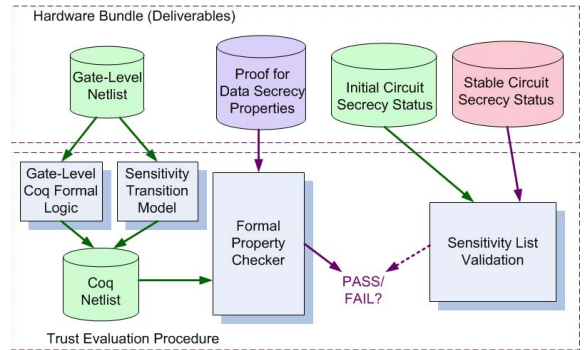 Hardware Bundle (Deliverables)
Gate-Level
Netlist
Proof for
Data Secrecy
Properties
Initial Circuit
Secrecy Status
Stable Circuit
Secrecy Status
Gate-Level
Coq Formal
Logic
Sensitivity
Transition
Model
Formal
Property
Checker
Sensitivity List
Validation
Coq
Netlist
PASS/
FAIL?
Trust Evaluation Procedure